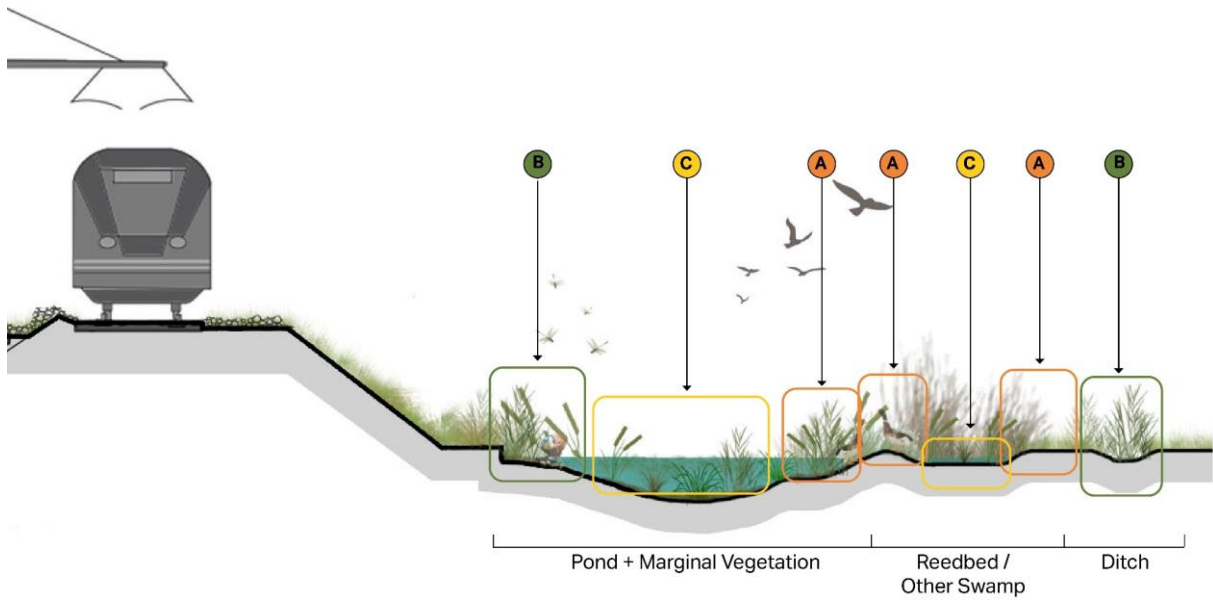 B
C
A
A
C
A
B
Pond + Marginal Vegetation
Reedbed /
Other Swamp
Ditch